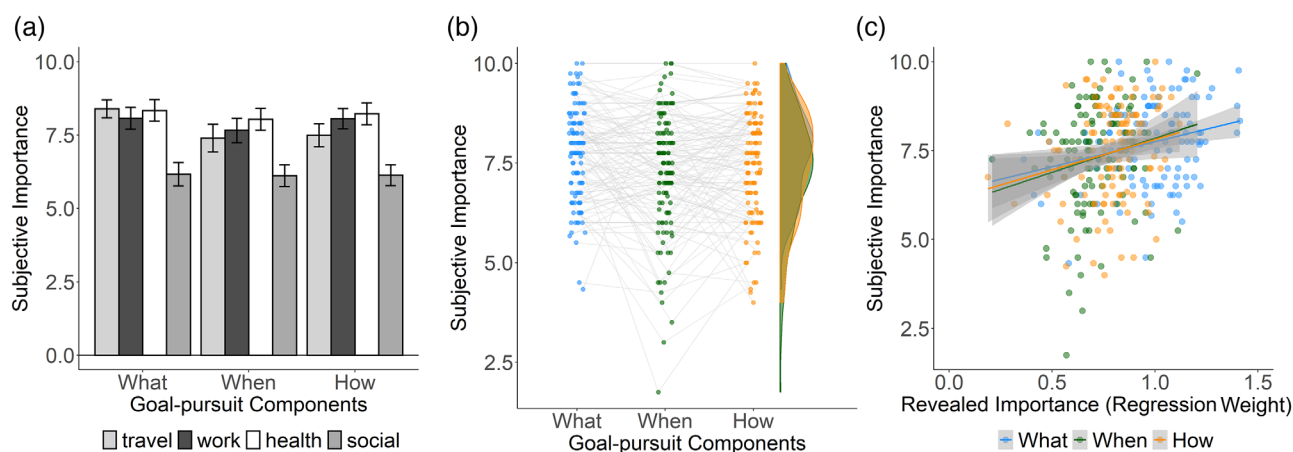 (a)
10.0
7.5
5.0
2.5
0.0
Subjective Importance
What When How
Goal-pursuit Components
travel work health social
(b)
10.0
7.5
5.0
2.5
Subjective Importance
What When How
Goal-pursuit Components
(c)
10.0
7.5
5.0
2.5
Subjective Importance
0.0 0.5 1.0 1.5
Revealed Importance (Regression Weight)
What When How